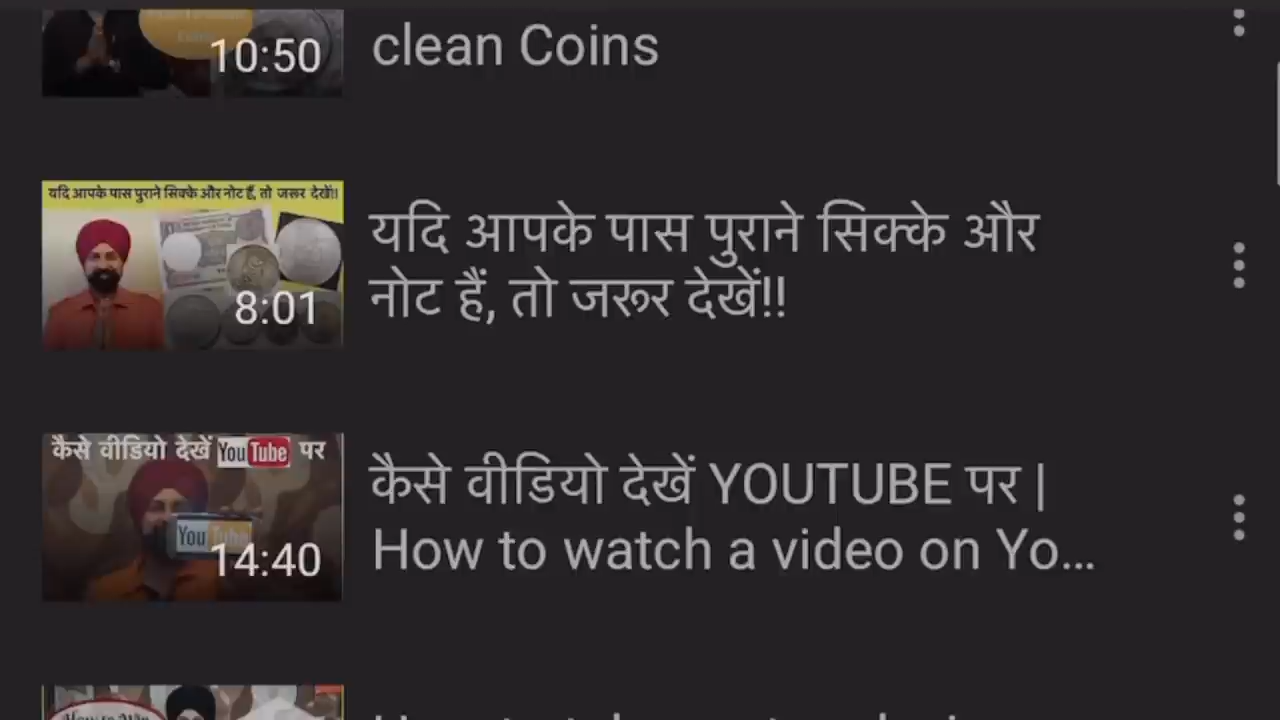 10:50
clean Coins
यदि आपके पास पुराने सिक्के और नोट हैं, तो जरूर देखें!!
8:01
यदि आपके पास पुराने सिक्के और
नोट हैं, तो जरूर देखें!!
कैसे वीडियो देखें YouTube पर
YouTube
14:40
कैसे वीडियो देखें YOUTUBE पर |
How to watch a video on Yo...